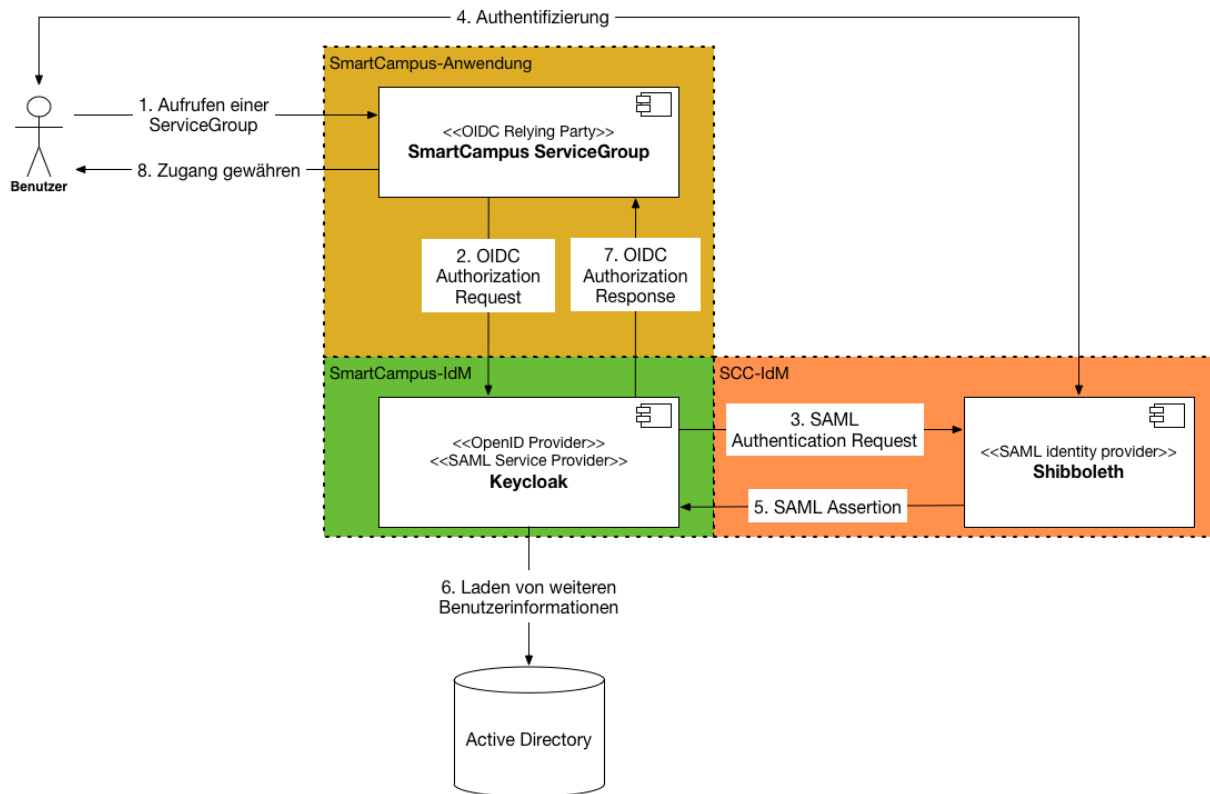 4. Authentifizierung
SmartCampus-Anwendung
1. Aufrufen einer
ServiceGroup
<<OIDC Relying Party>>
SmartCampus ServiceGroup
8. Zugang gewähren
Benutzer
2. OIDC
Authorization
Request
7. OIDC
Authorization
Response
SmartCampus-IdM
SCC-IdM
<<OpenID Provider>>
<<SAML Service Provider>>
Keycloak
3. SAML
Authentication Request
<<SAML identity provider>>
Shibboleth
5. SAML Assertion
6. Laden von weiteren
Benutzerinformationen
Active Directory